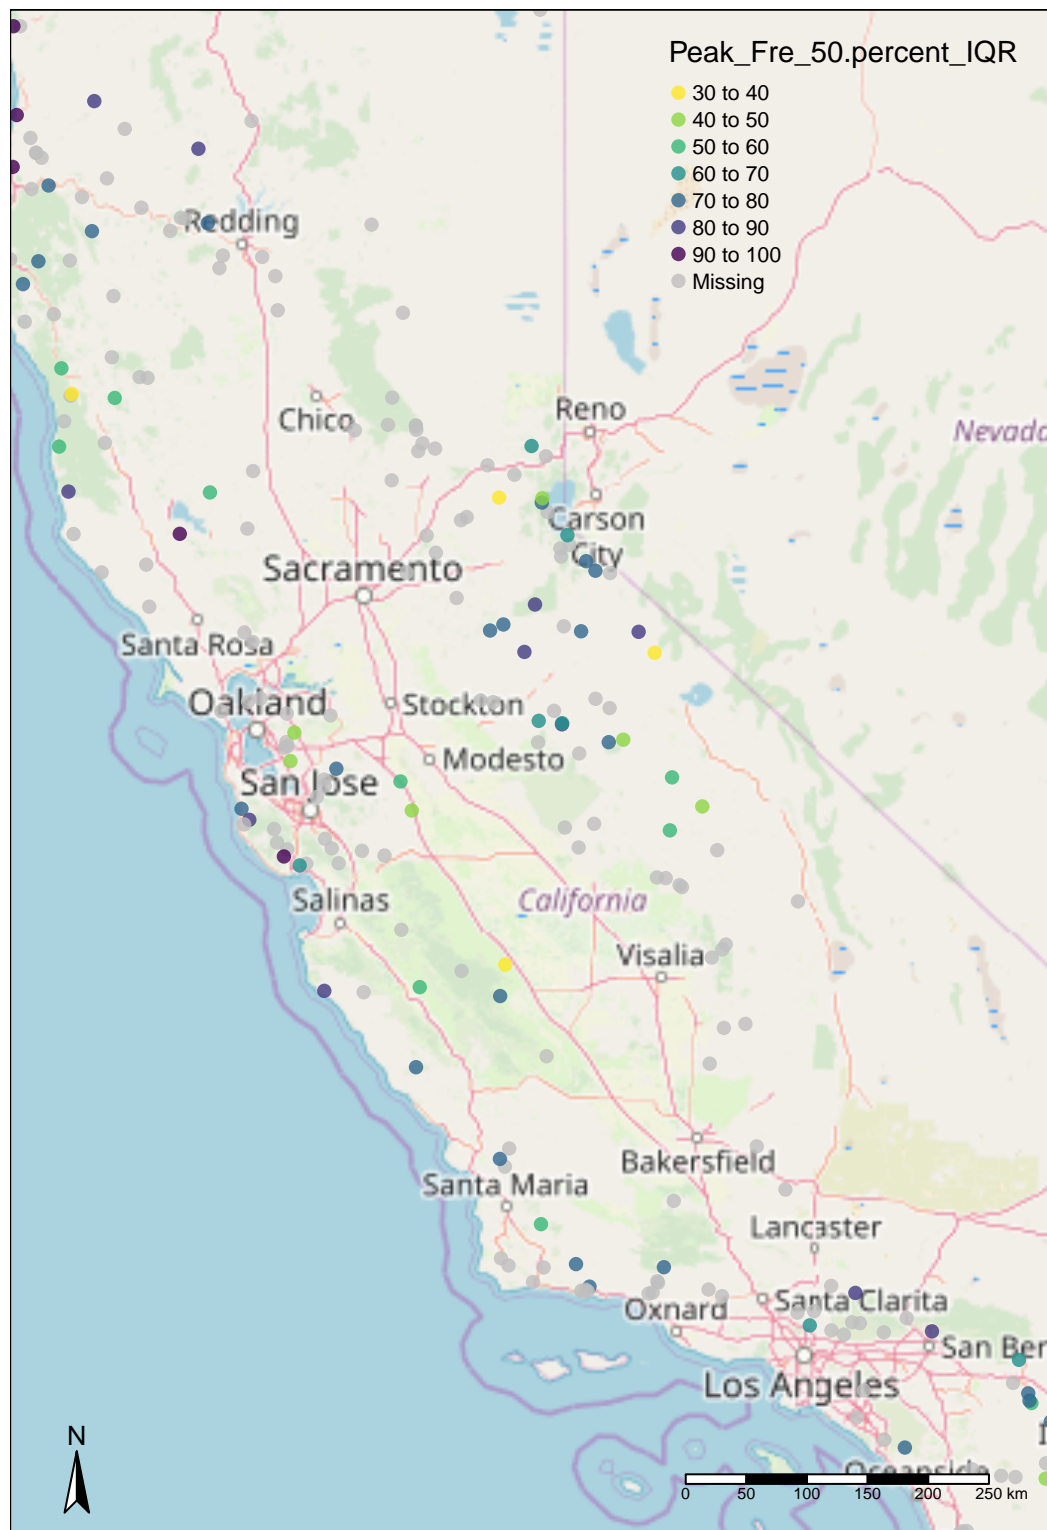 Peak_Fre_50.percent_IQR
30 to 40
40 to 50
50 to 60
60 to 70
70 to 80
80 to 90
90 to 100
Missing
Redding
Chico
Reno
Nevada
Carson
City
Sacramento
Santa Rosa
Oakland
Stockton
Modesto
San Jose
Salinas
California
Visalia
Bakersfield
Santa Maria
Lancaster
Santa Clarita
Oxnard
San Ber
Los Angeles
Oceanside
N
0 50 100 150 200 250 km